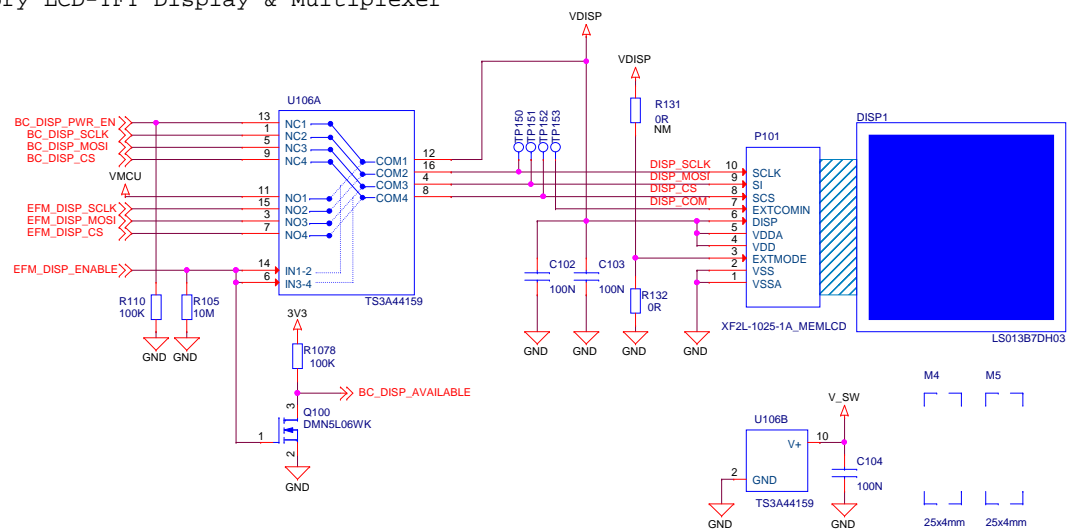 ory LCD-TFT Display & Multiplexer
VDISP
VDISP
U106A
R131
0R
NM
TP150
TP151
TP152
TP153
P101
DISP1
BC_DISP_PWR_EN
BC_DISP_SCLK
BC_DISP_MOSI
BC_DISP_CS
13
1
5
9
NC1
NC2
NC3
NC4
COM1
COM2
COM3
COM4
12
16
4
8
VMCU
EFM_DISP_SCLK
EFM_DISP_MOSI
EFM_DISP_CS
11
15
3
7
NO1
NO2
NO3
NO4
EFM_DISP_ENABLE
14
6
IN1-2
IN3-4
TS3A44159
DISP_SCLK
DISP_MOSI
DISP_CS
DISP_COM
10
9
8
7
6
5
4
3
2
1
SCLK
SI
SCS
EXTCOMIN
DISP
VDDA
VDD
EXTMODE
VSS
VSSA
XF2L-1025-1A_MEMLCD
LS013B7DH03
C102
100N
C103
100N
R132
0R
GND
GND
GND
GND
R110
100K
R105
10M
GND
GND
3V3
R1078
100K
BC_DISP_AVAILABLE
3
Q100
DMN5L06WK
1
2
GND
V_SW
U106B
V+
10
2
GND
TS3A44159
C104
100N
GND
GND
M4
M5
25x4mm
25x4mm